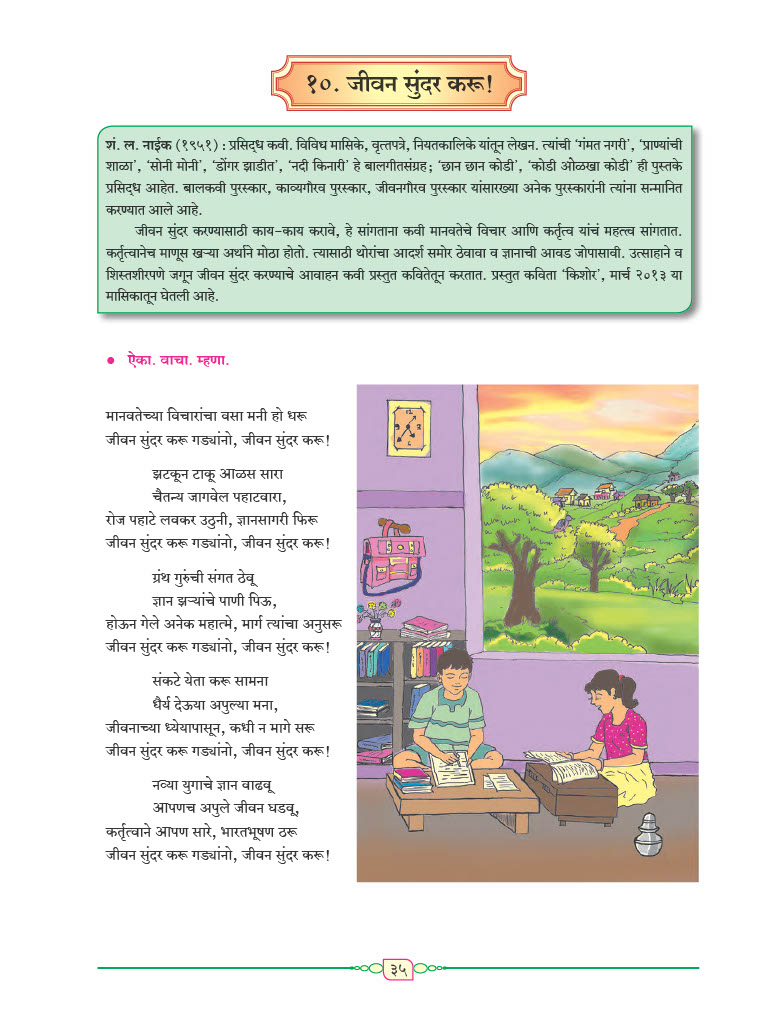 १०. जीवन सुंदर करू!
शं. ल. नाईक (१९५१) : प्रसिद्ध कवी. विविध मासिके, वृत्तपत्रे, नियतकालिके यांतून लेखन. त्यांची ‘गंमत नगरी’, ‘प्राण्यांची
शाळा’, ‘सोनी मोनी’, ‘डोंगर झाडीत’, ‘नदी किनारी’ हे बालगीतसंग्रह; ‘छान छान कोडी’, ‘कोडी ओळखा कोडी’ ही पुस्तके
प्रसिद्ध आहेत. बालकवी पुरस्कार, काव्यगौरव पुरस्कार, जीवनगौरव पुरस्कार यांसारख्या अनेक पुरस्कारांनी त्यांना सन्मानित
करण्यात आले आहे.
जीवन सुंदर करण्यासाठी काय-काय करावे, हे सांगताना कवी मानवतेचे विचार आणि कर्तृत्व यांचं महत्त्व सांगतात.
कर्तृत्वानेच माणूस खऱ्या अर्थाने मोठा होतो. त्यासाठी थोरांचा आदर्श समोर ठेवावा व ज्ञानाची आवड जोपासावी. उत्साहाने व
शिस्तशीरपणे जगून जीवन सुंदर करण्याचे आवाहन कवी प्रस्तुत कवितेतून करतात. प्रस्तुत कविता ‘किशोर’, मार्च २०१३ या
मासिकातून घेतली आहे.
● ऐका. वाचा. म्हणा.
मानवतेच्या विचारांचा वसा मनी हो धरू
जीवन सुंदर करू गड्यांनो, जीवन सुंदर करू!
झटकून टाकू आळस सारा
चैतन्य जागवेल पहाटवारा,
रोज पहाटे लवकर उठुनी, ज्ञानसागरी फिरू
जीवन सुंदर करू गड्यांनो, जीवन सुंदर करू!
ग्रंथ गुरुंची संगत ठेवू
ज्ञान झऱ्यांचे पाणी पिऊ,
होऊन गेले अनेक महात्मे, मार्ग त्यांचा अनुसरू
जीवन सुंदर करू गड्यांनो, जीवन सुंदर करू!
संकटे येता करू सामना
धैर्य देऊया अपुल्या मना,
जीवनाच्या ध्येयापासून, कधी न मागे सरू
जीवन सुंदर करू गड्यांनो, जीवन सुंदर करू!
नव्या युगाचे ज्ञान वाढवू
आपणच अपुले जीवन घडवू,
कर्तृत्वाने आपण सारे, भारतभूषण ठरू
जीवन सुंदर करू गड्यांनो, जीवन सुंदर करू!
३५